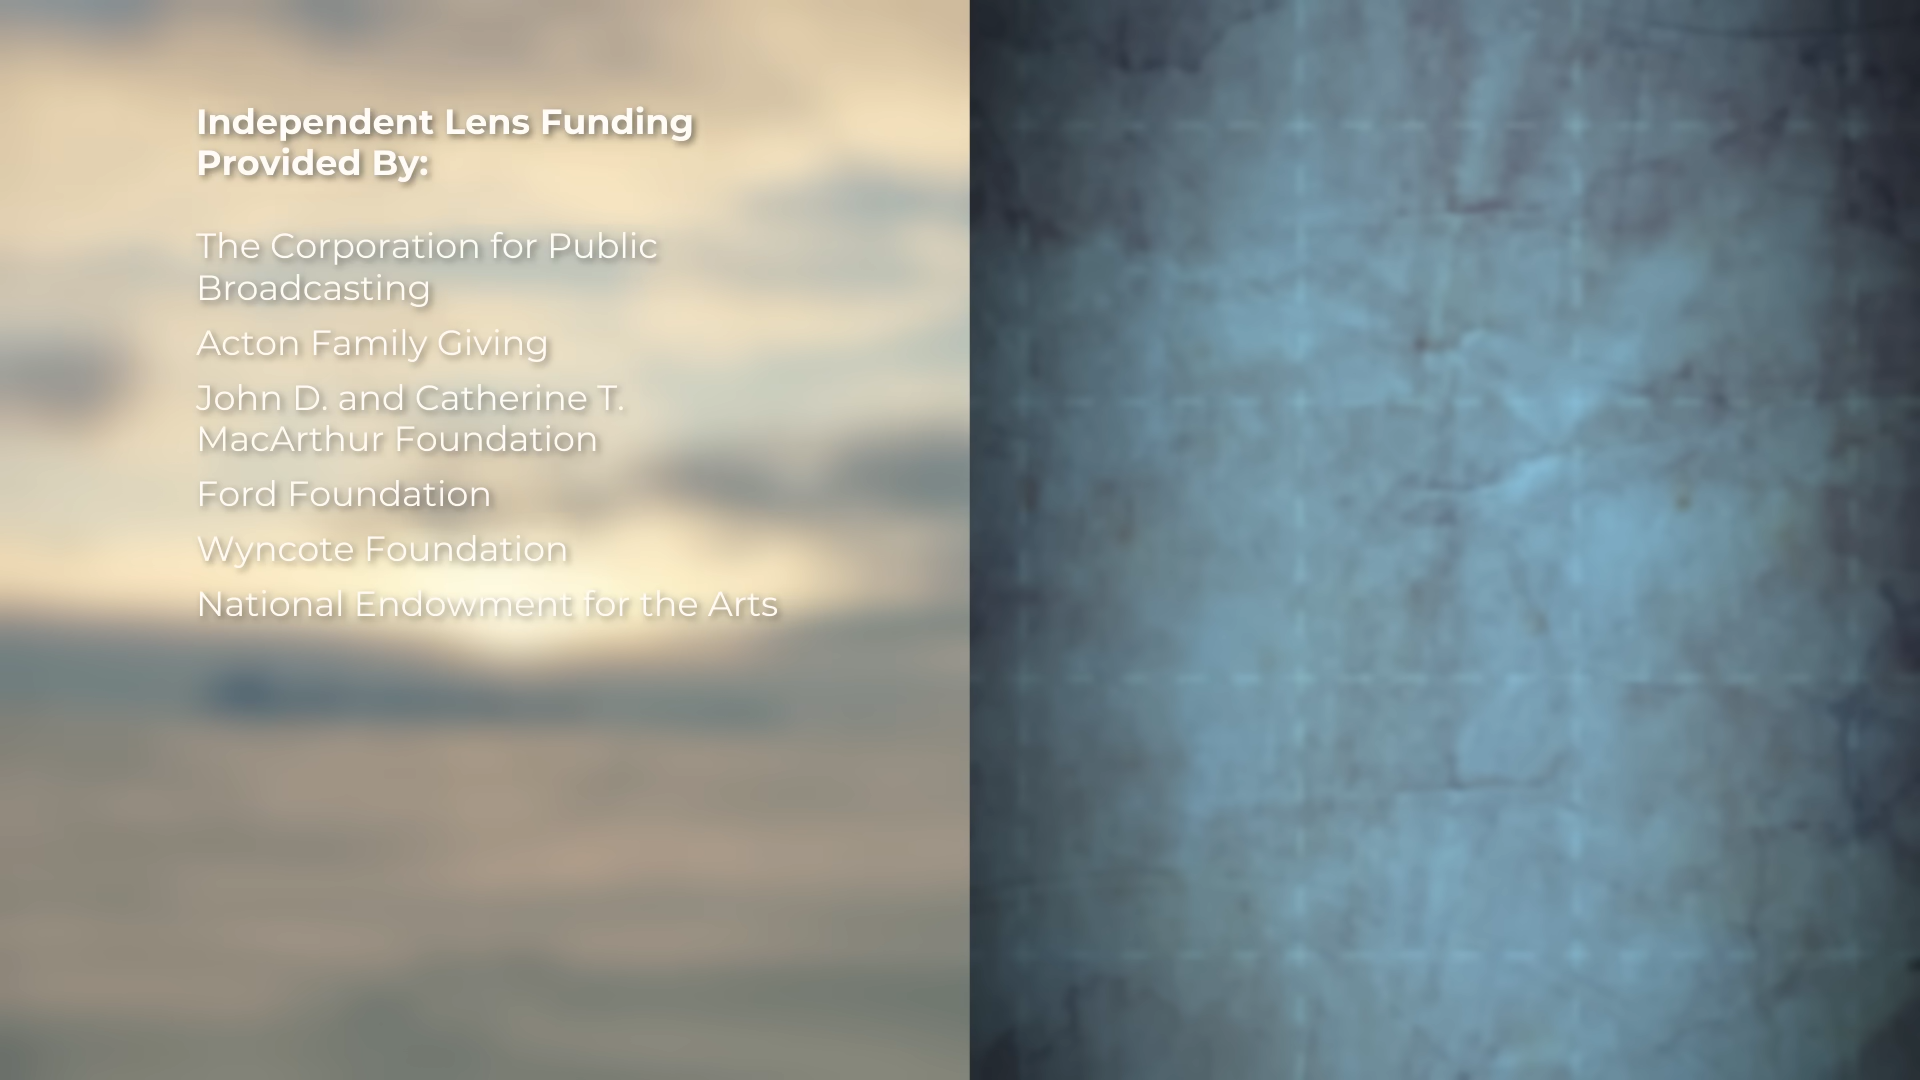 Independent Lens Funding
Provided By:
The Corporation for Public
Broadcasting
Acton Family Giving
John D. and Catherine T.
MacArthur Foundation
Ford Foundation
Wyncote Foundation
National Endowment for the Arts